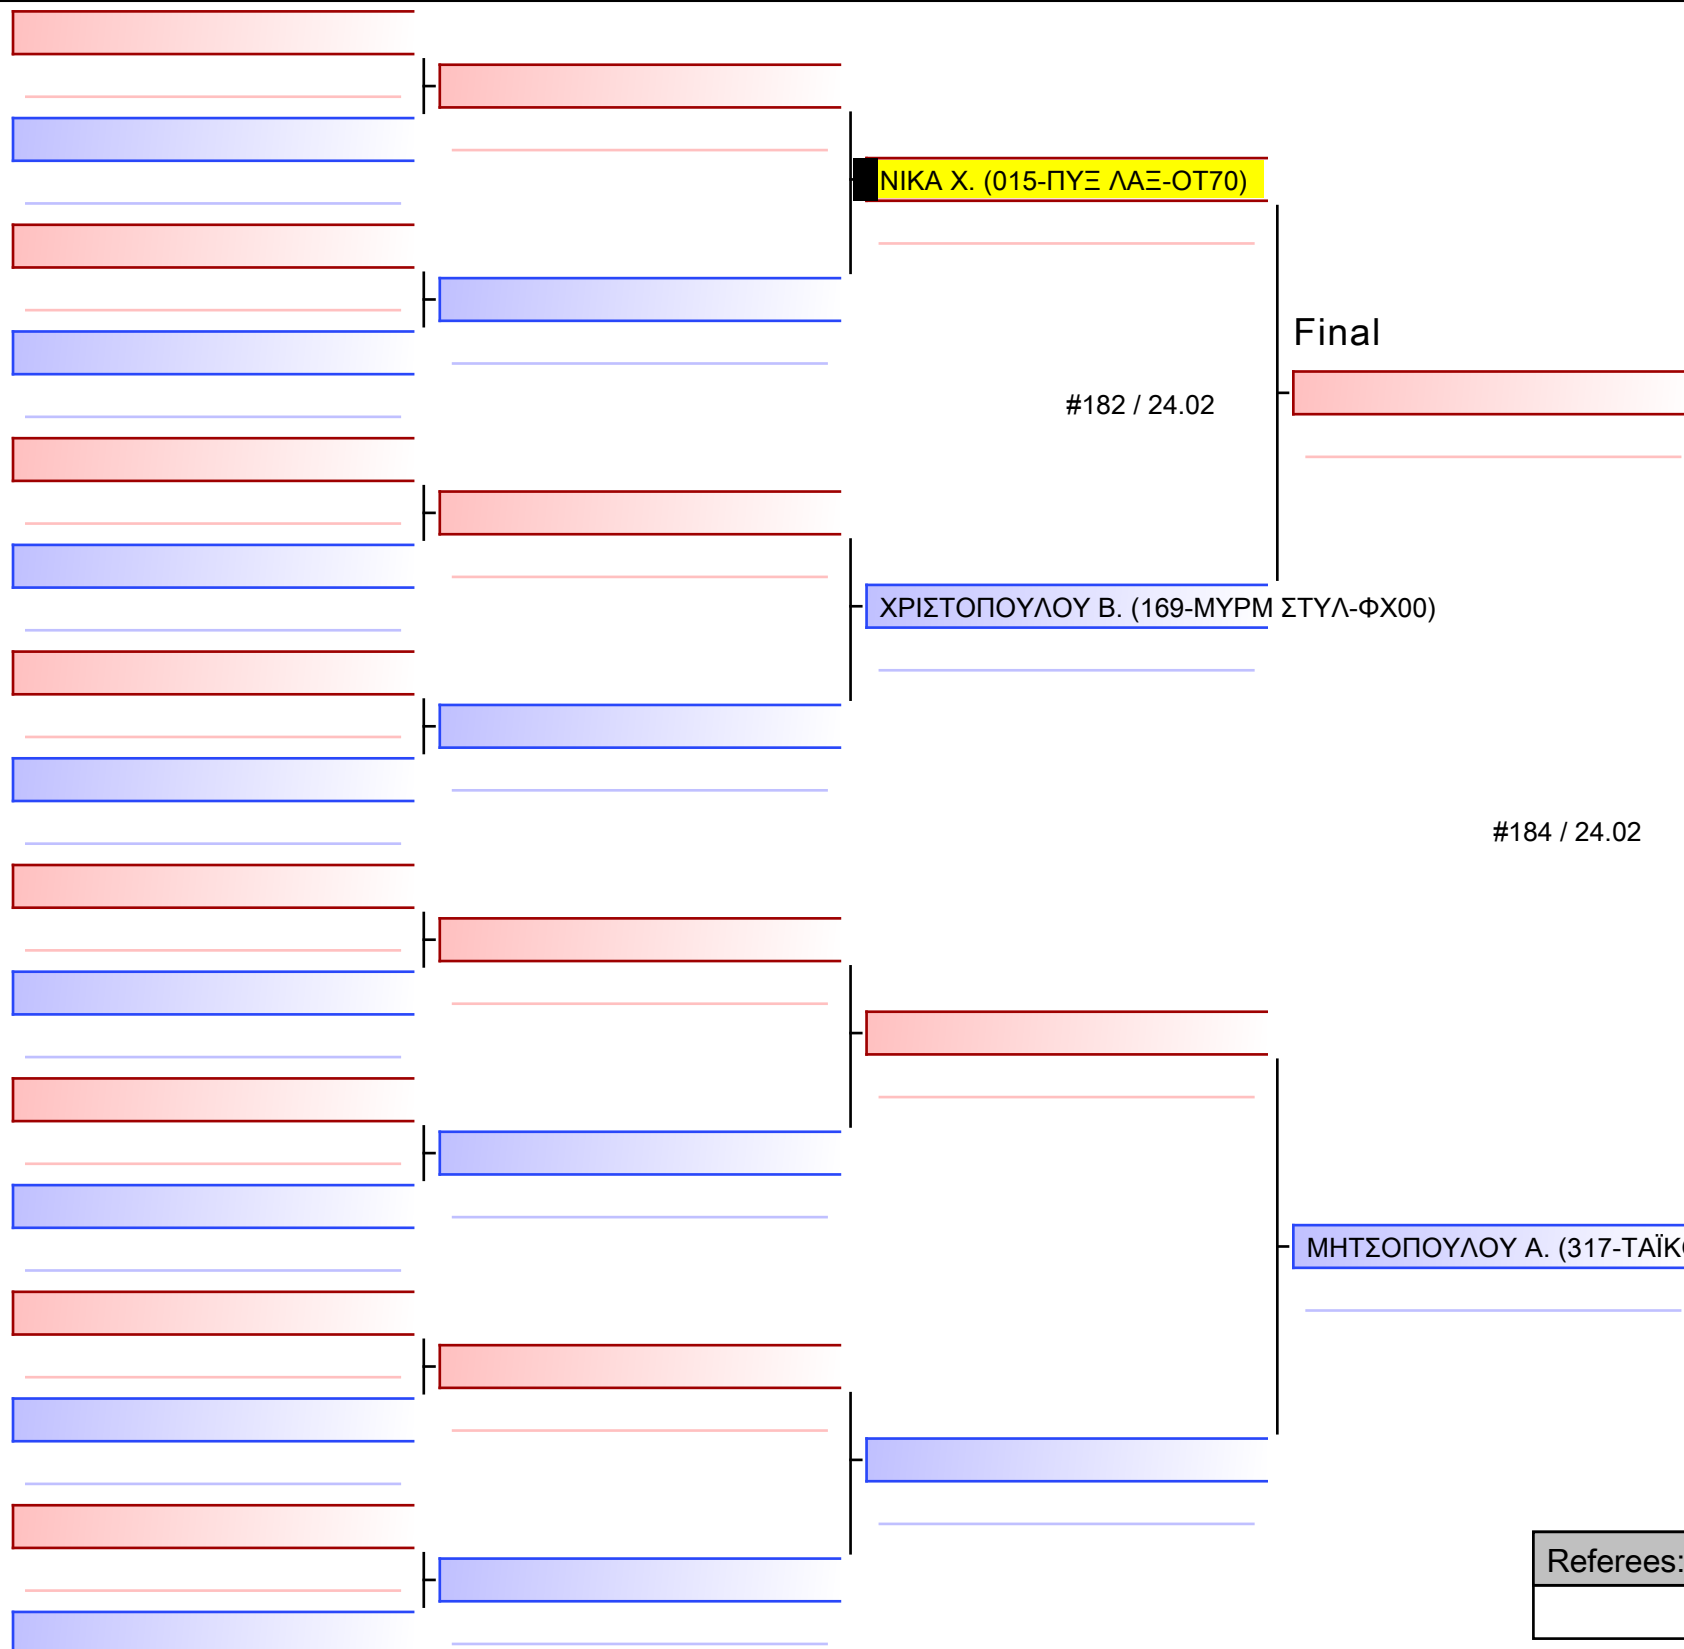 ΝΙΚΑ Χ. (015-ΠΥΞ ΛΑΞ-ΟΤ70)
Final
#182 / 24.02
ΧΡΙΣΤΟΠΟΥΛΟΥ Β. (169-ΜΥΡΜ ΣΤΥΛ-ΦΧ00)
#184 / 24.02
ΜΗΤΣΟΠΟΥΛΟΥ Α. (317-ΤΑΪΚ
Referees: